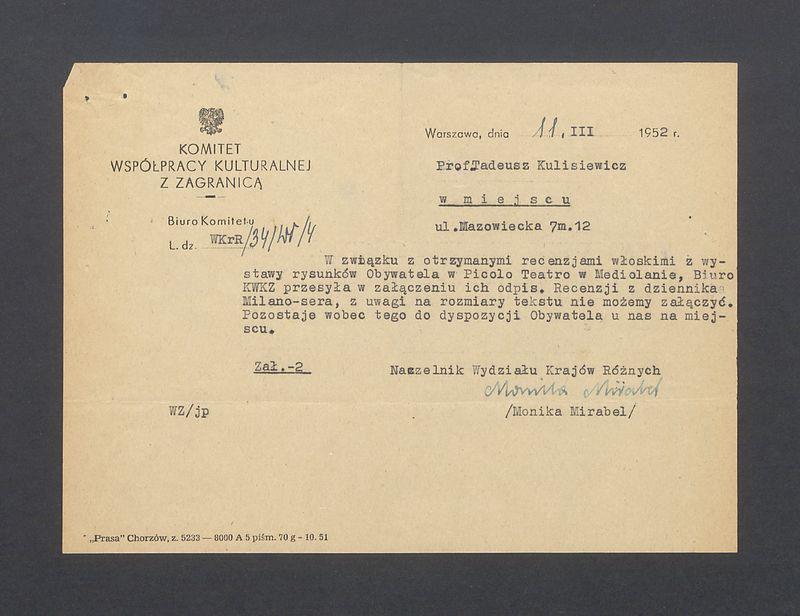 KOMITET
WSPÓŁPRACY KULTURALNEJ
Z ZAGRANICĄ
Biuro Komitetu
L. dz. WKrR/34/Wł/4
Warszawa, dnia 11. III 1952 r.
Prof.Tadeusz Kulisiewicz
w miejscu
ul.Mazowiecka 7m.12
W związku z otrzymanymi recenzjami włoskimi z wy-
stawy rysunków Obywatela w Picolo Teatro w Mediolanie, Biuro
KWKZ przesyła w załączeniu ich odpis. Recenzji z dziennika
Milano-sera, z uwagi na rozmiary tekstu nie możemy załączyć.
Pozostaje wobec tego do dyspozycji Obywatela u nas na miej-
scu.
Zał.-2
Naczelnik Wydziału Krajów Różnych
Monika Mirabel
/Monika Mirabel/
WZ/jp
„Prasa" Chorzów, z. 5233 — 8000 A 5 piśm. 70 g - 10. 51